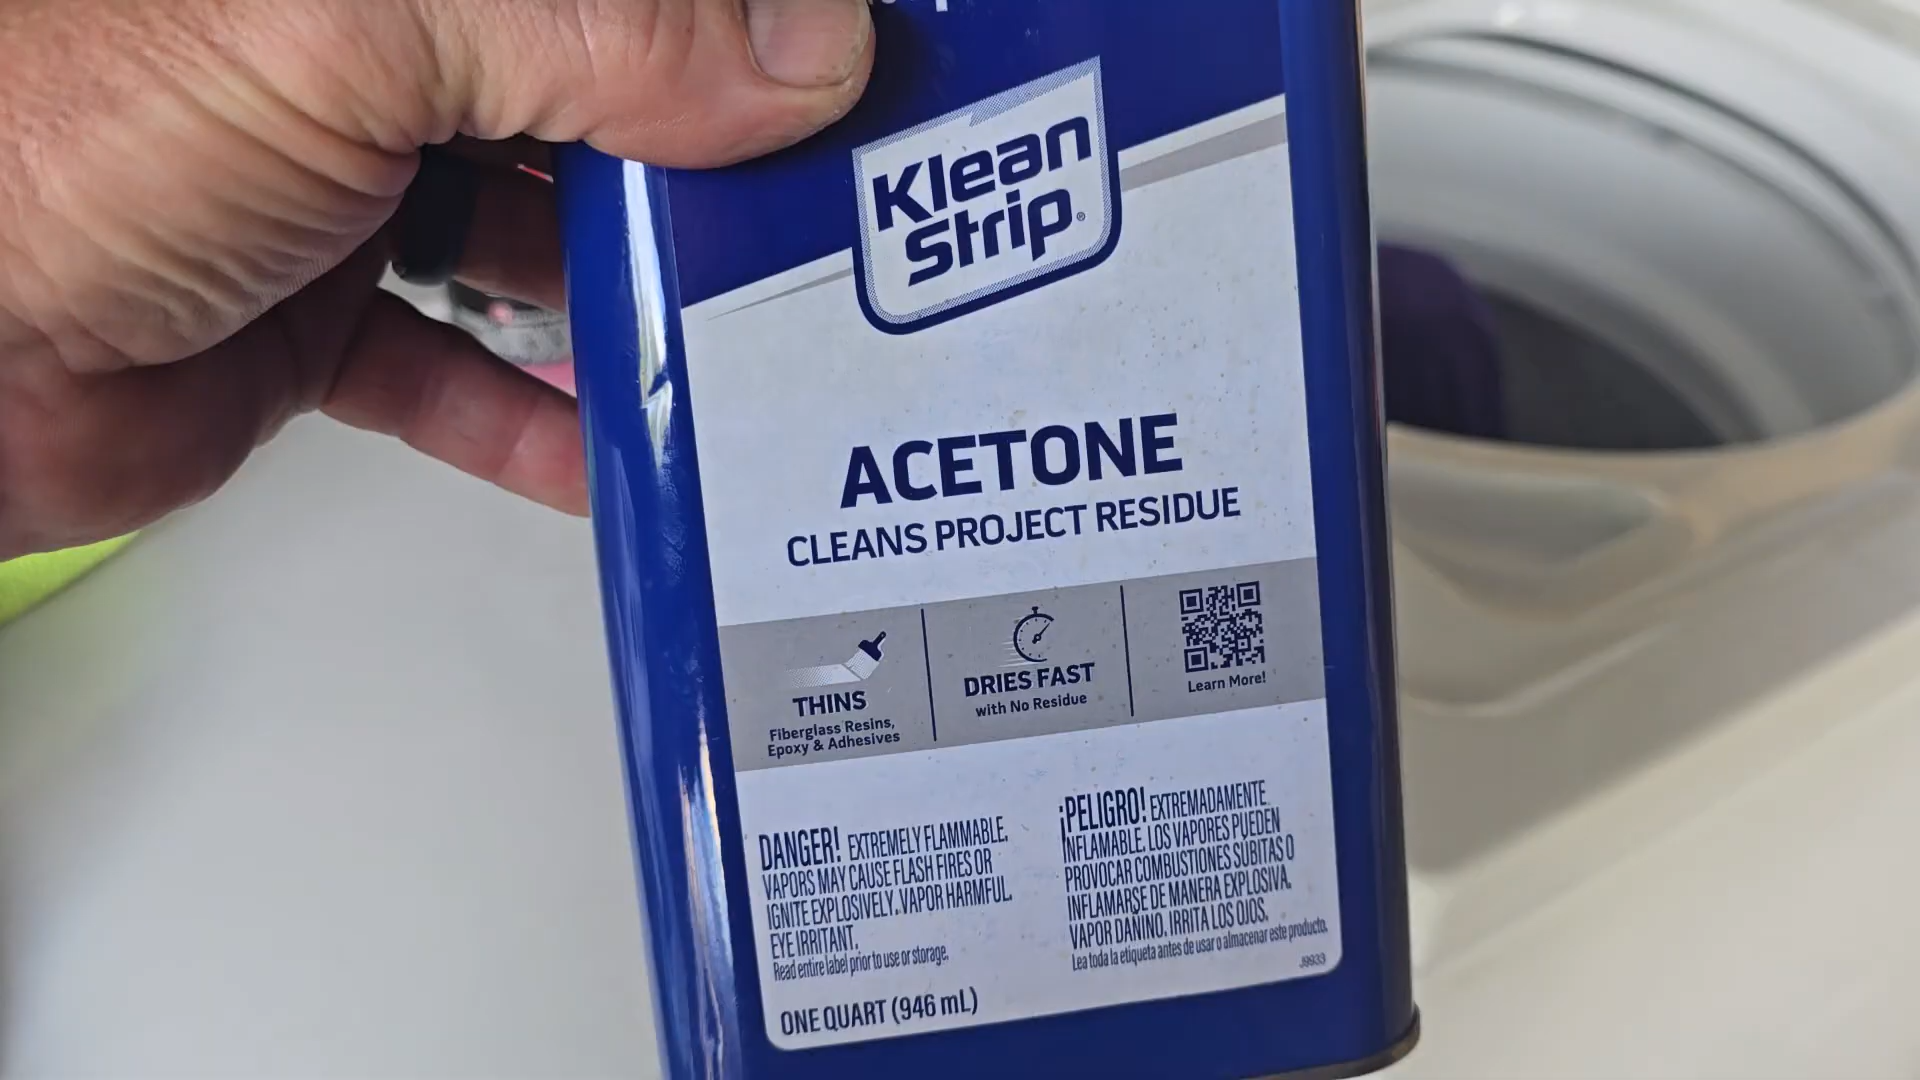 Klean
Strip®
ACETONE
CLEANS PROJECT RESIDUE
THINS
Fiberglass Resins,
Epoxy & Adhesives
DRIES FAST
with No Residue
Learn More!
DANGER! EXTREMELY FLAMMABLE.
VAPORS MAY CAUSE FLASH FIRES OR
IGNITE EXPLOSIVELY. VAPOR HARMFUL.
EYE IRRITANT.
Read entire label prior to use or storage.
¡PELIGRO! EXTREMADAMENTE
INFLAMABLE. LOS VAPORES PUEDEN
PROVOCAR COMBUSTIONES SÚBITAS O
INFLAMARSE DE MANERA EXPLOSIVA.
VAPOR DAÑINO. IRRITA LOS OJOS.
Lea toda la etiqueta antes de usar o almacenar este producto.
J9933
ONE QUART (946 mL)